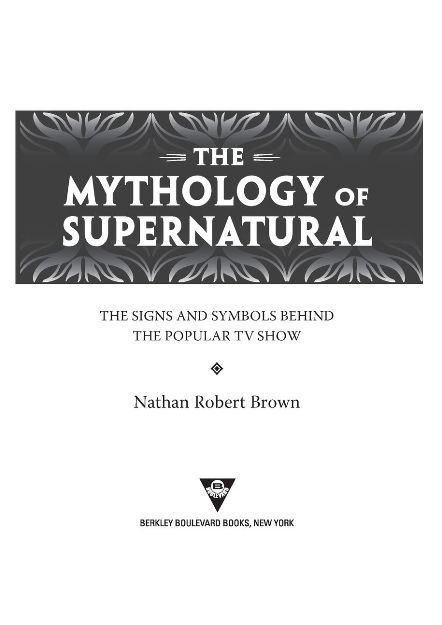 THE
MYTHOLOGY OF
SUPERNATURAL
THE SIGNS AND SYMBOLS BEHIND
THE POPULAR TV SHOW
Nathan Robert Brown
B
BOULEVARD
BERKLEY BOULEVARD BOOKS, NEW YORK